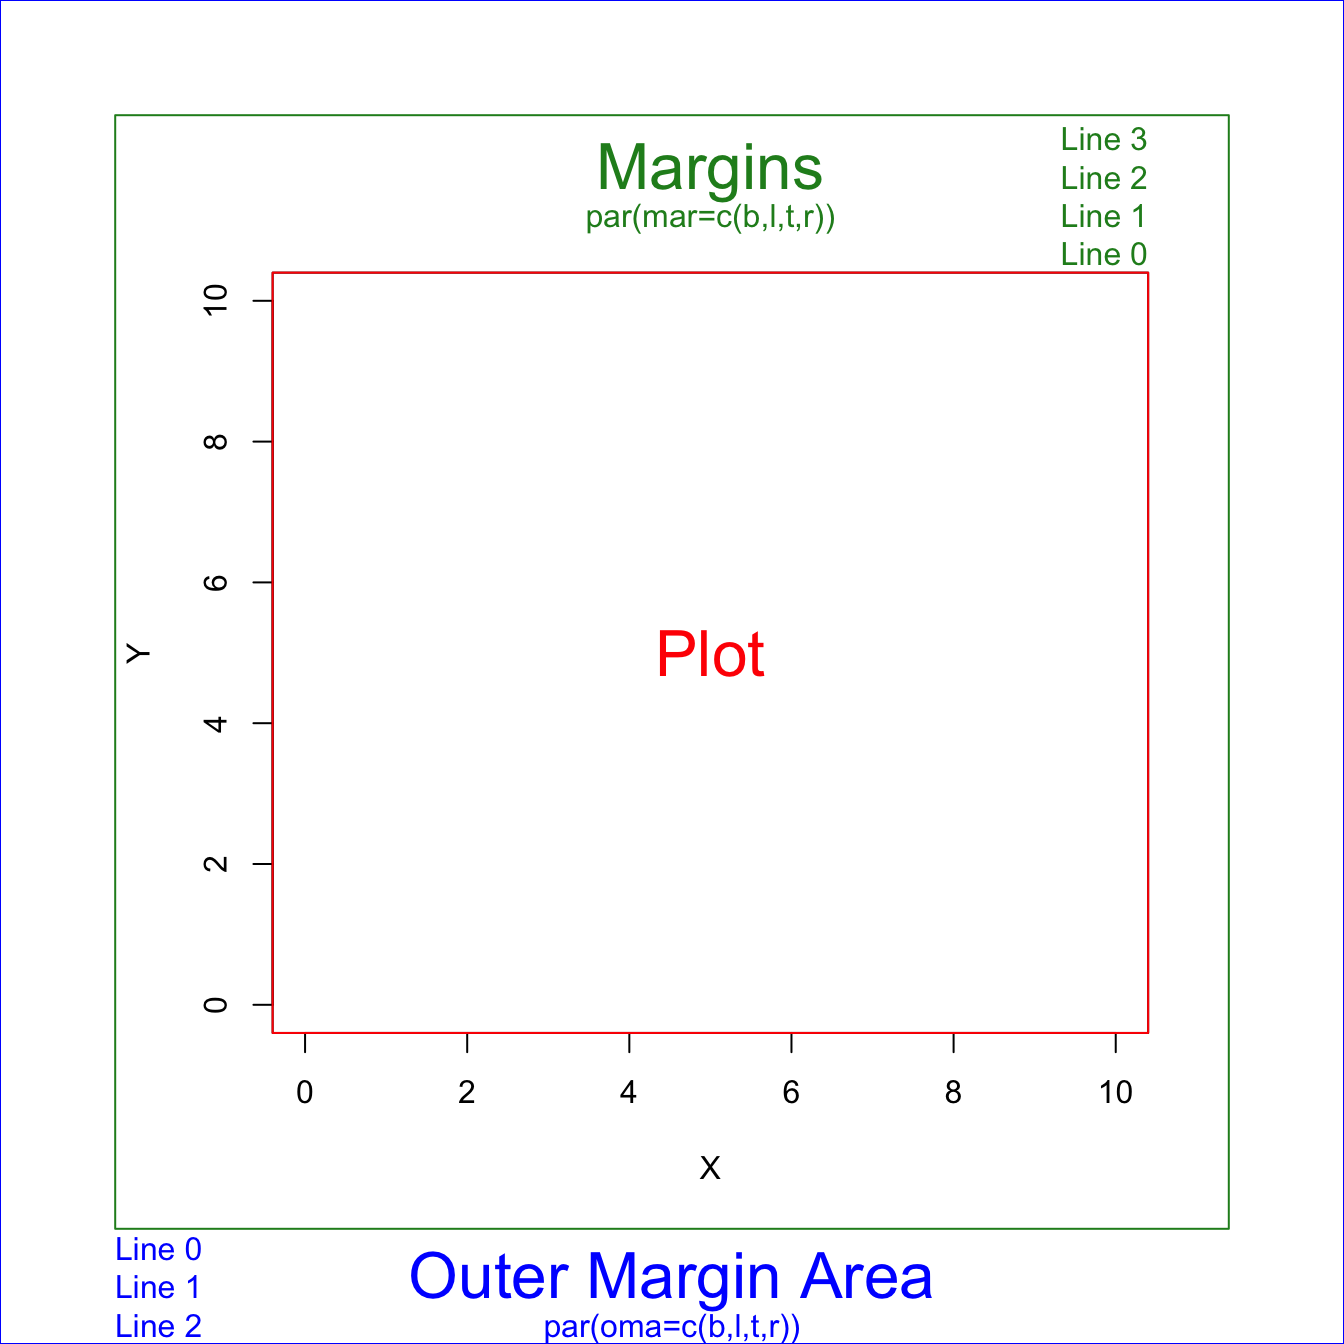 Margins
par(mar=c(b,l,t,r))
Line 3
Line 2
Line 1
Line 0
10
8
6
4
2
0
Y
Plot
0 2 4 6 8 10
X
Line 0
Line 1
Line 2
Outer Margin Area
par(oma=c(b,l,t,r))